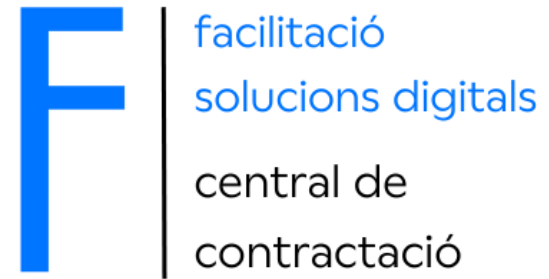 F
facilitació
solucions digitals
central de
contractació